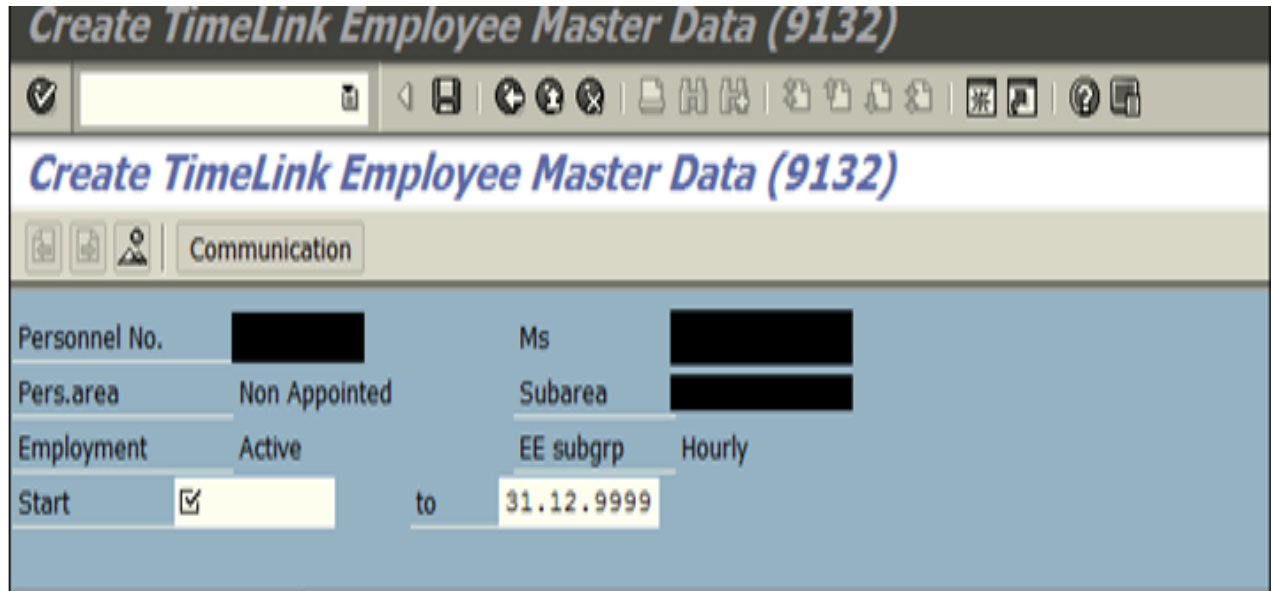 Create TimeLink Employee Master Data (9132)
Create TimeLink Employee Master Data (9132)
Communication
Personnel No. Ms
Pers.area Non Appointed Subarea
Employment Active EE subgrp Hourly
Start to 31.12.9999